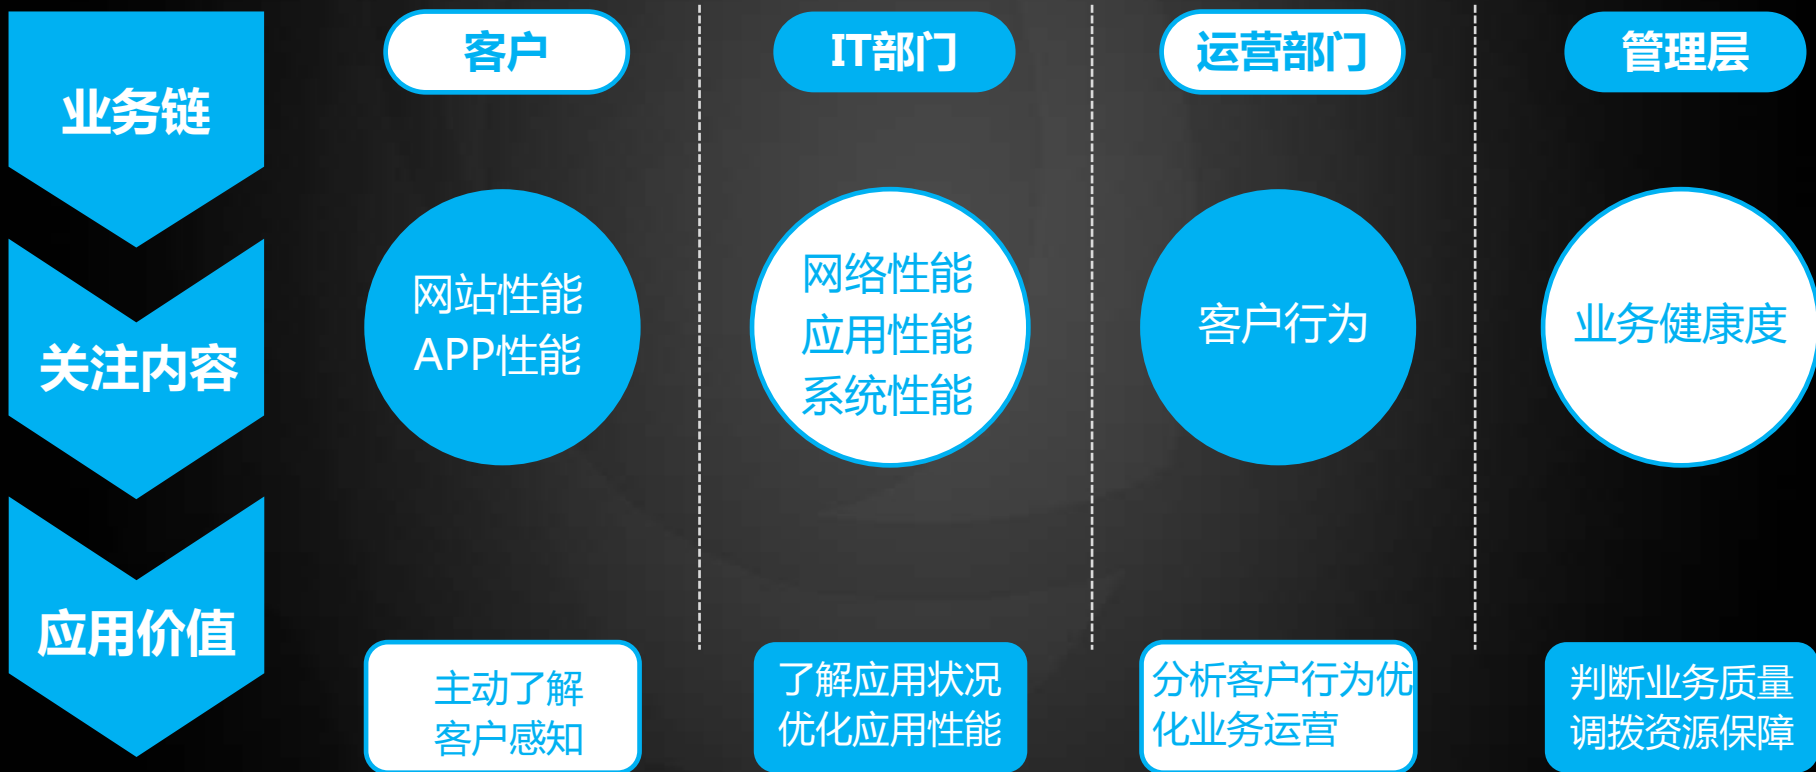 业务链
客户
IT部门
运营部门
管理层
关注内容
网站性能
APP性能
网络性能
应用性能
系统性能
客户行为
业务健康度
应用价值
主动了解
客户感知
了解应用状况
优化应用性能
分析客户行为优
化业务运营
判断业务质量
调拨资源保障